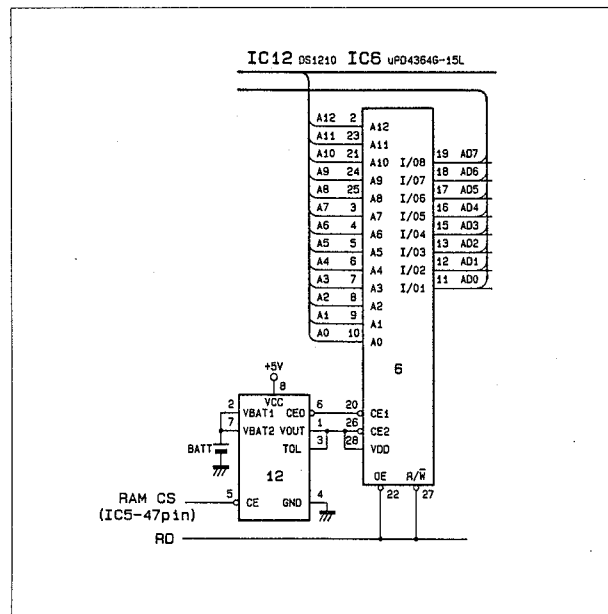 IC12 DS1210 IC6 uPD4364G-15L
A12 2 A12
A11 23 A11
A10 21 A10 I/O8 19 AD7
A9 24 A9 I/O7 18 AD6
A8 25 A8 I/O6 17 AD5
A7 3 A7 I/O5 16 AD4
A6 4 A6 I/O4 15 AD3
A5 5 A5 I/O3 13 AD2
A4 6 A4 I/O2 12 AD1
A3 7 A3 I/O1 11 AD0
A2 8 A2
A1 9 A1
A0 10 A0
6
+5V
8
VCC
2 VBAT1 CEO 6 20 CE1
7 VBAT2 VOUT 1 26 CE2
BATT TOL 3 28 VDD
12
OE R/W̅
22 27
RAM CS 5 CE GND 4
(IC5-47pin)
RD